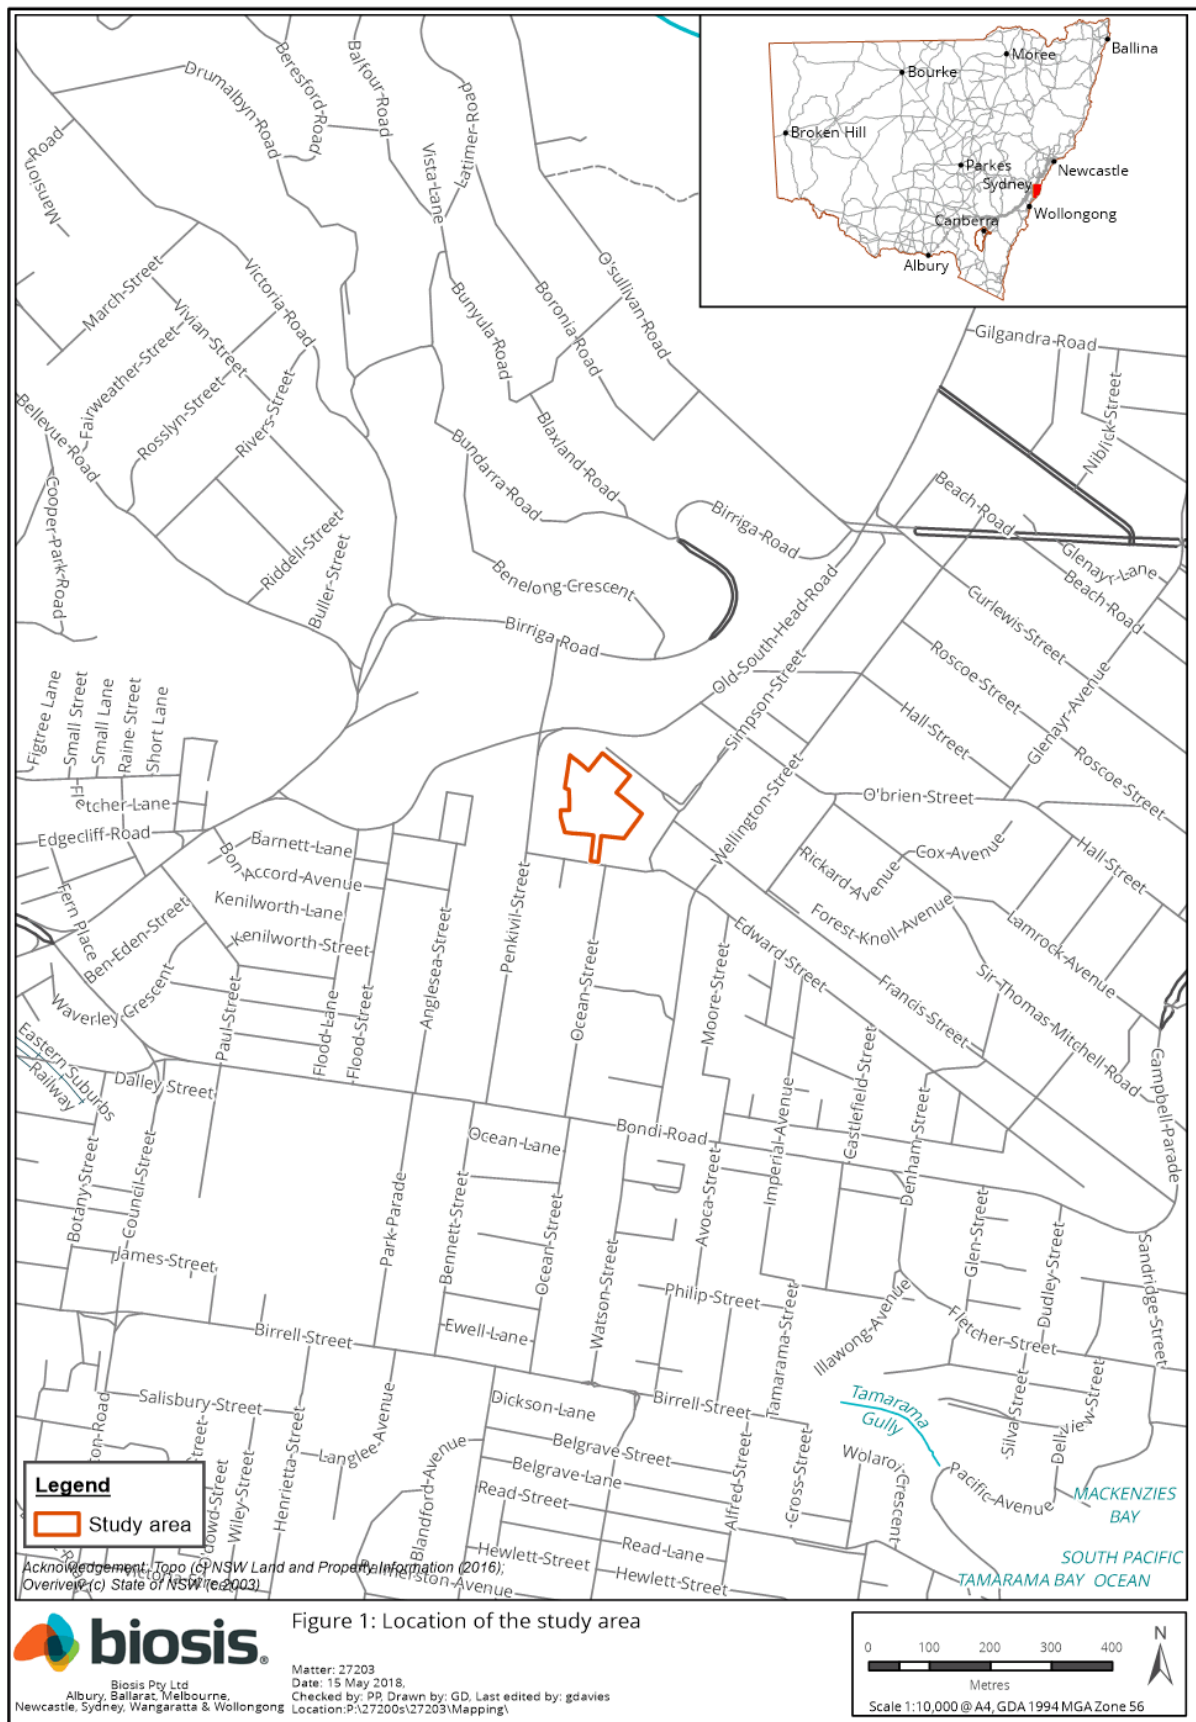 Ballina
Moree
Bourke
Broken Hill
Parkes
Newcastle
Sydney
Wollongong
Canberra
Albury
Beresford-Road
Balfour-Road
Drumalbyn-Road
Latimer-Road
Vista-Lane
Mansion-Road
O'sullivan-Road
Victoria-Road
March-Street
Vivian-Street
Bunyula-Road
Boronia-Road
Fairweather-Street
Gilgandra-Road
Niblick-Street
Rosslyn-Street
Rivers-Street
Bellevue-Road
Blaxland-Road
Bundarra-Road
Cooper-Park-Road
Riddell-Street
Buller-Street
Birriga-Road
Beach-Road
Glenayr-Lane
Beach-Road
Benelong-Crescent
Birriga-Road
Old-South-Head-Road
Curlewis-Street
Roscoe-Street
Simpson-Street
Hall-Street
Glenayr-Avenue
Roscoe-Street
Figtree Lane
Small Street
Small Lane
Raine Street
Short Lane
Fletcher-Lane
Edgecliff-Road
Wellington-Street
O'brien-Street
Barnett-Lane
Bon-Accord-Avenue
Cox-Avenue
Rickard-Avenue
Hall-Street
Kenilworth-Lane
Kenilworth-Street
Fern Place
Ben-Eden-Street
Penkivil-Street
Anglesea-Street
Forest-Knoll-Avenue
Lamrock-Avenue
Edward-Street
Ocean-Street
Moore-Street
Francis-Street
Sir-Thomas-Mitchell-Road
Waverley-Crescent
Paul-Street
Flood-Lane
Flood-Street
Eastern Suburbs
Railway
Castlefield-Street
Campbell-Parade
Dalley Street
Bondi-Road
Ocean-Lane
Imperial-Avenue
Denham-Street
Botany-Street
Council-Street
Park-Parade
Bennett-Street
Ocean-Street
Avoca-Street
Watson-Street
James-Street
Glen-Street
Dudley-Street
Sandridge-Street
Philip-Street
Tamarama-Street
Illawong-Avenue
Fletcher-Street
Birrell-Street
Ewell-Lane
Salisbury-Street
Dickson-Lane
Birrell-Street
Tamarama
Gully
Silva-Street
Dellview-Street
Langlee-Avenue
Henrietta-Street
Blandford-Avenue
Belgrave-Street
Belgrave-Lane
Read-Street
Alfred-Street
Cross-Street
Wolaroi-Crescent
Pacific-Avenue
MACKENZIES
BAY
Wiley-Street
Hewlett-Street
Read-Lane
Hewlett-Street
SOUTH PACIFIC
OCEAN
TAMARAMA BAY
Legend
Study area
Acknowledgement: Topo (c) NSW Land and Property Information (2016);
Overivew (c) State of NSW (c.2003)
biosis.
Biosis Pty Ltd
Albury, Ballarat, Melbourne,
Newcastle, Sydney, Wangaratta & Wollongong
Figure 1: Location of the study area
Matter: 27203
Date: 15 May 2018,
Checked by: PP, Drawn by: GD, Last edited by: gdavies
Location:P:\27200s\27203\Mapping\
0 100 200 300 400
Metres
Scale 1:10,000 @ A4, GDA 1994 MGA Zone 56
N